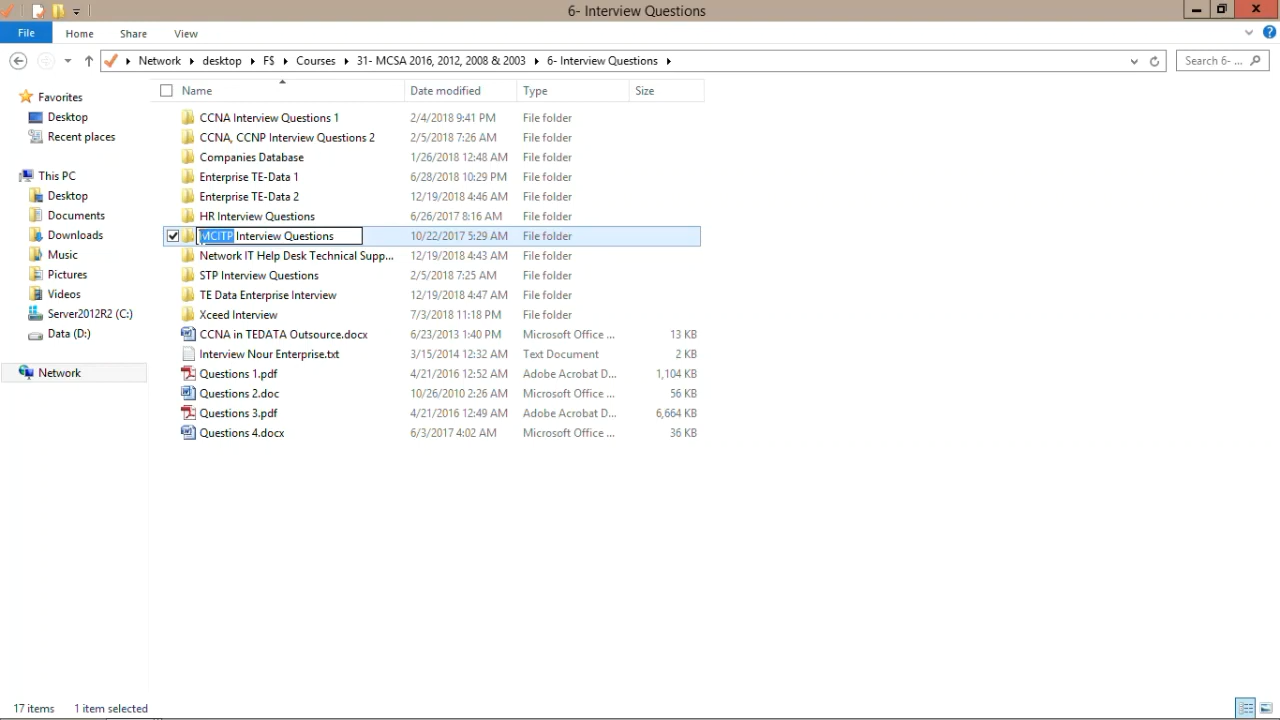 6- Interview Questions
File Home Share View
Network desktop F$ Courses 31- MCSA 2016, 2012, 2008 & 2003 6- Interview Questions Search 6- ...
Name Date modified Type Size
Favorites
Desktop
Recent places
This PC
Desktop
Documents
Downloads
Music
Pictures
Videos
Server2012R2 (C:)
Data (D:)
Network
CCNA Interview Questions 1 2/4/2018 9:41 PM File folder
CCNA, CCNP Interview Questions 2 2/5/2018 7:26 AM File folder
Companies Database 1/26/2018 12:48 AM File folder
Enterprise TE-Data 1 6/28/2018 10:29 PM File folder
Enterprise TE-Data 2 12/19/2018 4:46 AM File folder
HR Interview Questions 6/26/2017 8:16 AM File folder
MCITP Interview Questions 10/22/2017 5:29 AM File folder
Network IT Help Desk Technical Supp... 12/19/2018 4:43 AM File folder
STP Interview Questions 2/5/2018 7:25 AM File folder
TE Data Enterprise Interview 12/19/2018 4:47 AM File folder
Xceed Interview 7/3/2018 11:18 PM File folder
CCNA in TEDATA Outsource.docx 6/23/2013 1:40 PM Microsoft Office ... 13 KB
Interview Nour Enterprise.txt 3/15/2014 12:32 AM Text Document 2 KB
Questions 1.pdf 4/21/2016 12:52 AM Adobe Acrobat D... 1,104 KB
Questions 2.doc 10/26/2010 2:26 AM Microsoft Office ... 56 KB
Questions 3.pdf 4/21/2016 12:49 AM Adobe Acrobat D... 6,664 KB
Questions 4.docx 6/3/2017 4:02 AM Microsoft Office ... 36 KB
17 items 1 item selected